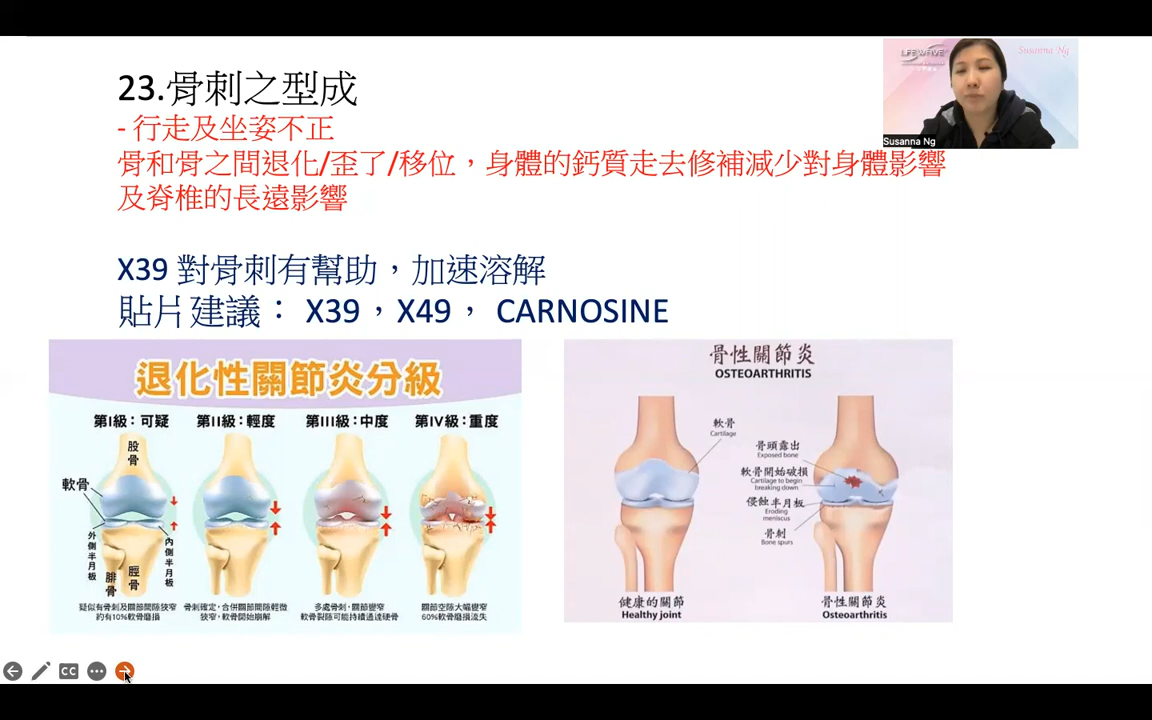 23.骨刺之型成
- 行走及坐姿不正
骨和骨之間退化/歪了/移位，身體的鈣質走去修補減少對身體影響
及脊椎的長遠影響
X39 對骨刺有幫助，加速溶解
貼片建議： X39，X49， CARNOSINE
LIFEWAVE
Susanna Ng
Susanna Ng
退化性關節炎分級
第I級：可疑
第II級：輕度
第III級：中度
第IV級：重度
股骨
軟骨
外側半月板
內側半月板
腓骨
脛骨
疑似有骨刺及關節間隙狹窄
約有10%軟骨磨損
骨刺確定，合併關節間隙輕微
狹窄，軟骨開始崩解
多處骨刺，關節變窄
軟骨裂隙可能持續通達硬骨
關節空隙大幅變窄
60%軟骨磨損流失
骨性關節炎
OSTEOARTHRITIS
軟骨
Cartilage
骨頭露出
Exposed bone
軟骨開始破損
Cartilage to begin
breaking down
侵蝕半月板
Eroding
meniscus
骨刺
Bone spurs
健康的關節
Healthy joint
骨性關節炎
Osteoarthritis
CC